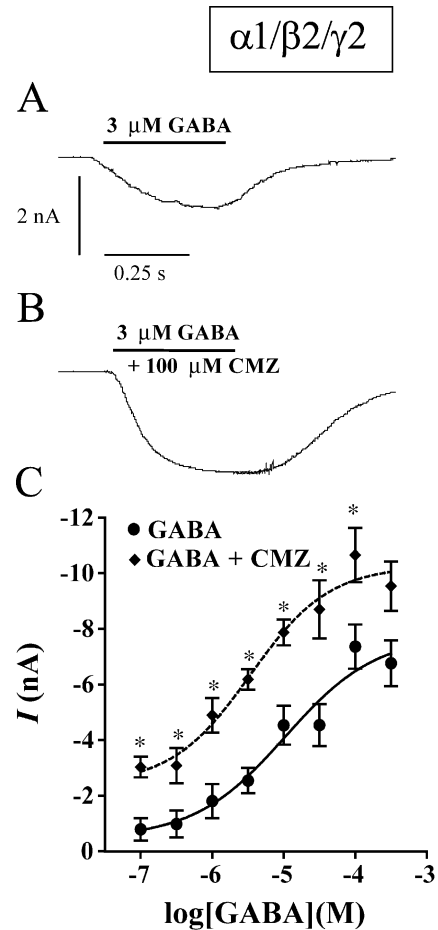 α1/β2/γ2
A
3 μM GABA
2 nA
0.25 s
B
3 μM GABA
+ 100 μM CMZ
C
-12
-10
-8
-6
-4
-2
0
I (nA)
GABA
GABA + CMZ
* * * * * * *
-7 -6 -5 -4 -3
log[GABA](M)